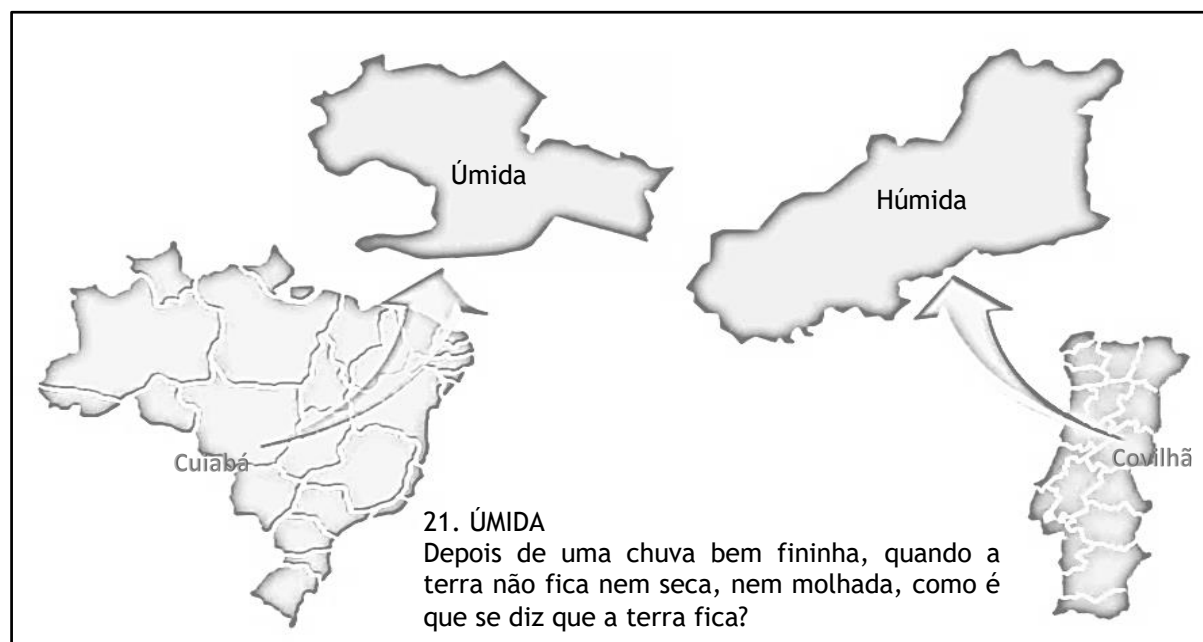 Úmida
Húmida
Cuiabá
Covilhã
21. ÚMIDA
Depois de uma chuva bem fininha, quando a
terra não fica nem seca, nem molhada, como é
que se diz que a terra fica?